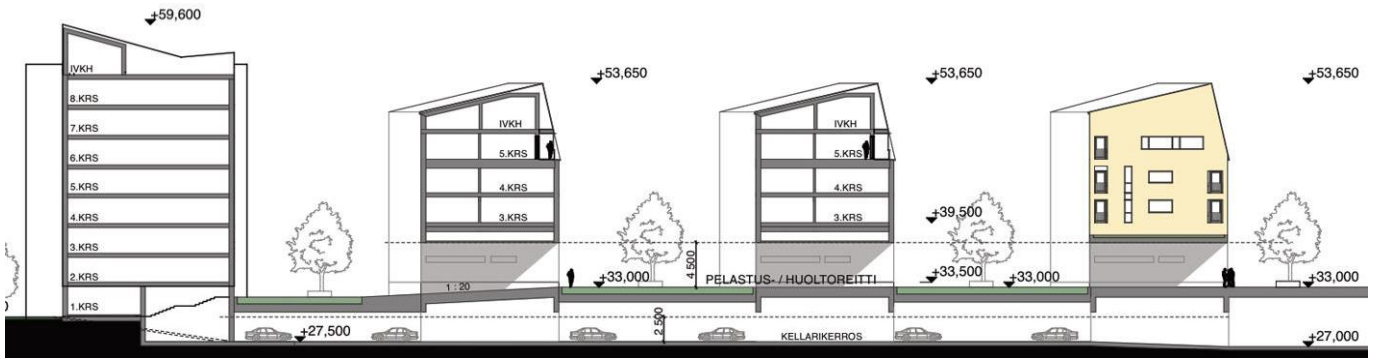 +59,600
IVKH
8.KRS
7.KRS
6.KRS
5.KRS
4.KRS
3.KRS
2.KRS
1.KRS
+53,650
IVKH
5.KRS
4.KRS
3.KRS
+53,650
IVKH
5.KRS
4.KRS
3.KRS
+53,650
+39,500
4 500
1 : 20
+33,000
PELASTUS- / HUOLTOREITTI
+33,500
+33,000
+33,000
+27,500
2 500
KELLARIKERROS
+27,000